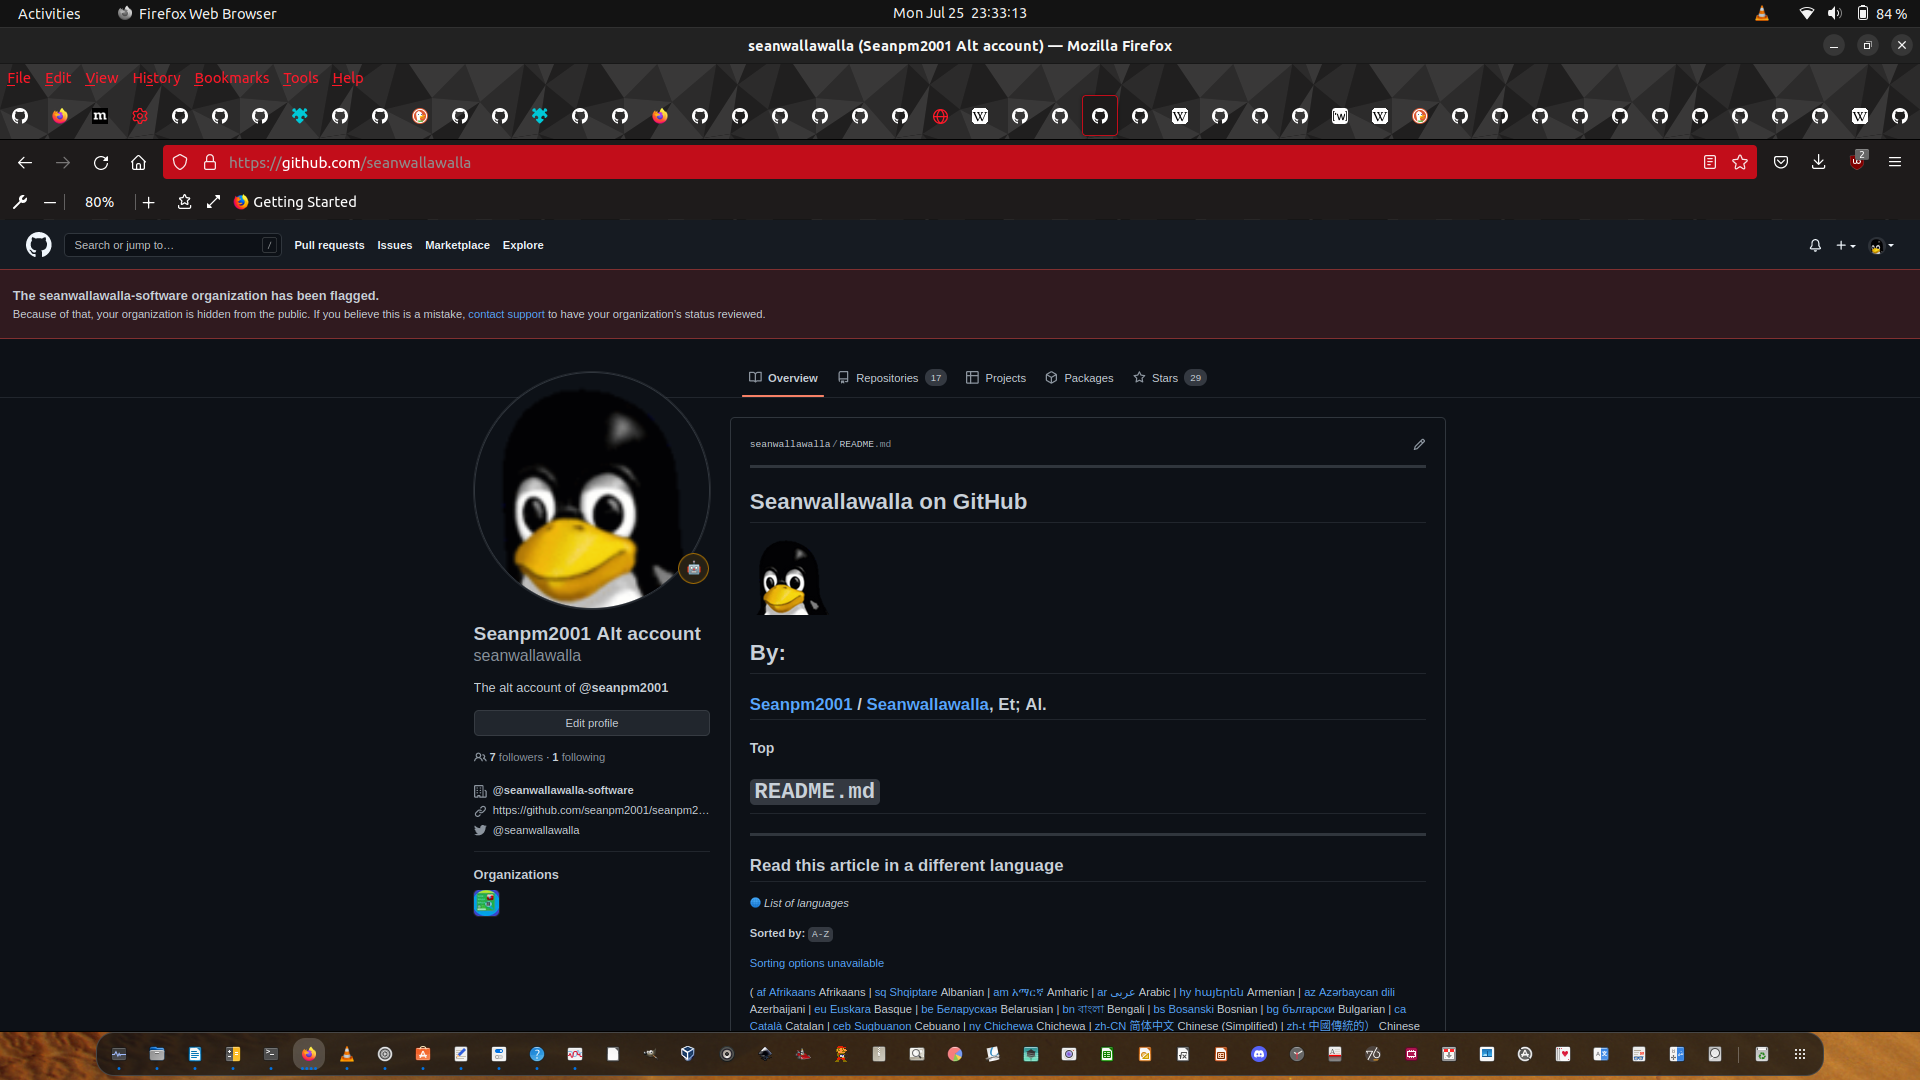 Activities Firefox Web Browser Mon Jul 25 23:33:13 84 %
seanwallawalla (Seanpm2001 Alt account) — Mozilla Firefox
File Edit View History Bookmarks Tools Help
https://github.com/seanwallawalla 2
80% Getting Started
Search or jump to… / Pull requests Issues Marketplace Explore
The seanwallawalla-software organization has been flagged.
Because of that, your organization is hidden from the public. If you believe this is a mistake, contact support to have your organization's status reviewed.
Overview Repositories 17 Projects Packages Stars 29
seanwallawalla / README.md
Seanwallawalla on GitHub
Seanpm2001 Alt account
seanwallawalla
The alt account of @seanpm2001
Edit profile
7 followers · 1 following
@seanwallawalla-software
https://github.com/seanpm2001/seanpm2…
@seanwallawalla
Organizations
By:
Seanpm2001 / Seanwallawalla, Et; Al.
Top
README.md
Read this article in a different language
List of languages
Sorted by: A-Z
Sorting options unavailable
( af Afrikaans Afrikaans | sq Shqiptare Albanian | am አማርኛ Amharic | ar عربى Arabic | hy հայերեն Armenian | az Azərbaycan dili
Azerbaijani | eu Euskara Basque | be Беларуская Belarusian | bn বাংলা Bengali | bs Bosanski Bosnian | bg български Bulgarian | ca
Català Catalan | ceb Sugbuanon Cebuano | ny Chichewa Chichewa | zh-CN 简体中文 Chinese (Simplified) | zh-t 中國傳統的） Chinese